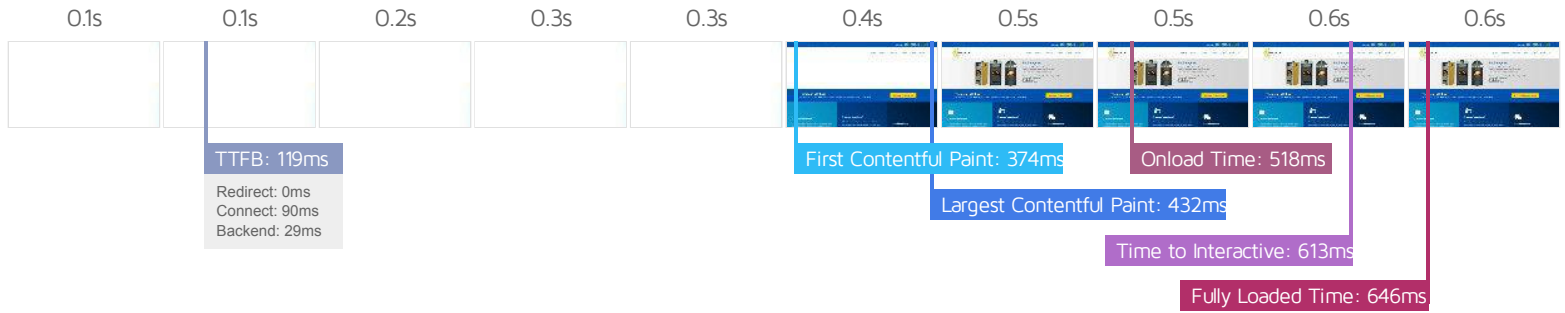 0.1s 0.1s 0.2s 0.3s 0.3s 0.4s 0.5s 0.5s 0.6s 0.6s
TTFB: 119ms
Redirect: 0ms
Connect: 90ms
Backend: 29ms
First Contentful Paint: 374ms
Onload Time: 518ms
Largest Contentful Paint: 432ms
Time to Interactive: 613ms
Fully Loaded Time: 646ms